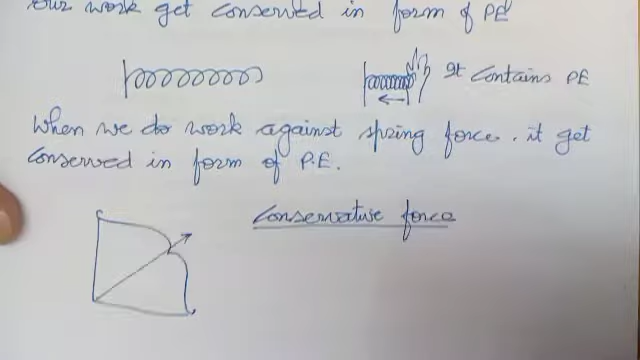 Our work get conserved in form of PE
It contains PE
When we do work against spring force. it get
conserved in form of P.E.
Conservative force